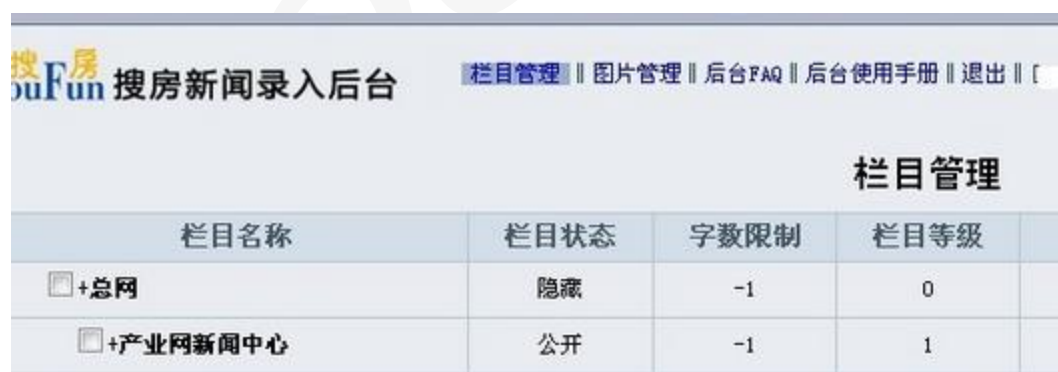 搜房
ouFun 搜房新闻录入后台
栏目管理 ‖ 图片管理 ‖ 后台FAQ ‖ 后台使用手册 ‖ 退出 ‖ [
栏目管理
栏目名称 栏目状态 字数限制 栏目等级
+总网 隐藏 -1 0
+产业网新闻中心 公开 -1 1